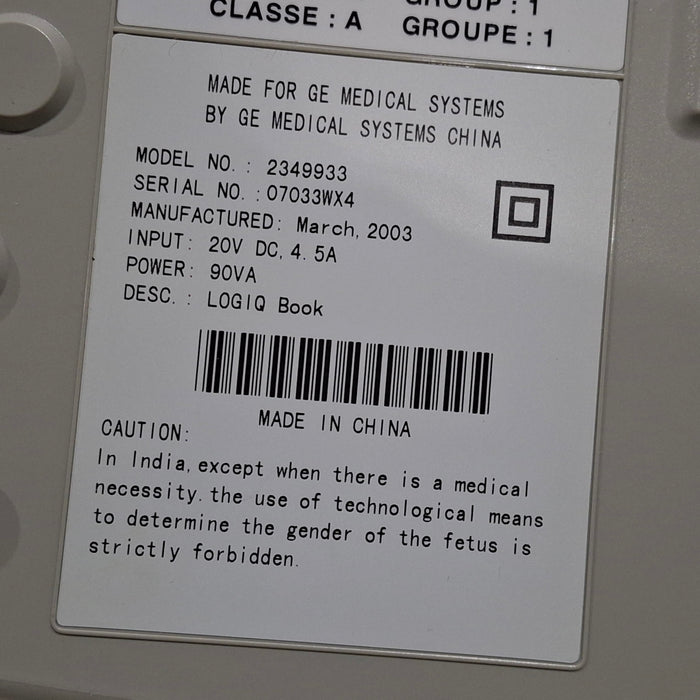 GROUP : 1
CLASSE : A GROUPE : 1
MADE FOR GE MEDICAL SYSTEMS
BY GE MEDICAL SYSTEMS CHINA
MODEL NO. : 2349933
SERIAL NO. : 07033WX4
MANUFACTURED: March, 2003
INPUT: 20V DC, 4. 5A
POWER: 90VA
DESC. : LOGIQ Book
MADE IN CHINA
CAUTION:
In India, except when there is a medical
necessity. the use of technological means
to determine the gender of the fetus is
strictly forbidden.